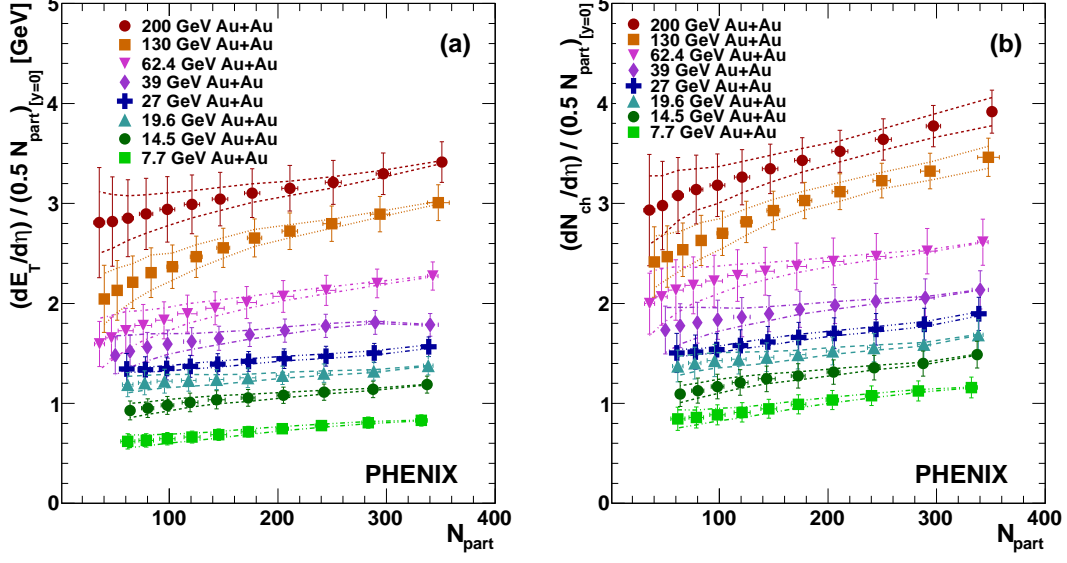 (dE_T/dη) / (0.5 N_part)_[y=0] [GeV]
5
4
3
2
1
0
200 GeV Au+Au
130 GeV Au+Au
62.4 GeV Au+Au
39 GeV Au+Au
27 GeV Au+Au
19.6 GeV Au+Au
14.5 GeV Au+Au
7.7 GeV Au+Au
(a)
PHENIX
100
200
300
400
N_part
(dN_ch/dη) / (0.5 N_part)_[y=0]
5
4
3
2
1
0
200 GeV Au+Au
130 GeV Au+Au
62.4 GeV Au+Au
39 GeV Au+Au
27 GeV Au+Au
19.6 GeV Au+Au
14.5 GeV Au+Au
7.7 GeV Au+Au
(b)
PHENIX
100
200
300
400
N_part